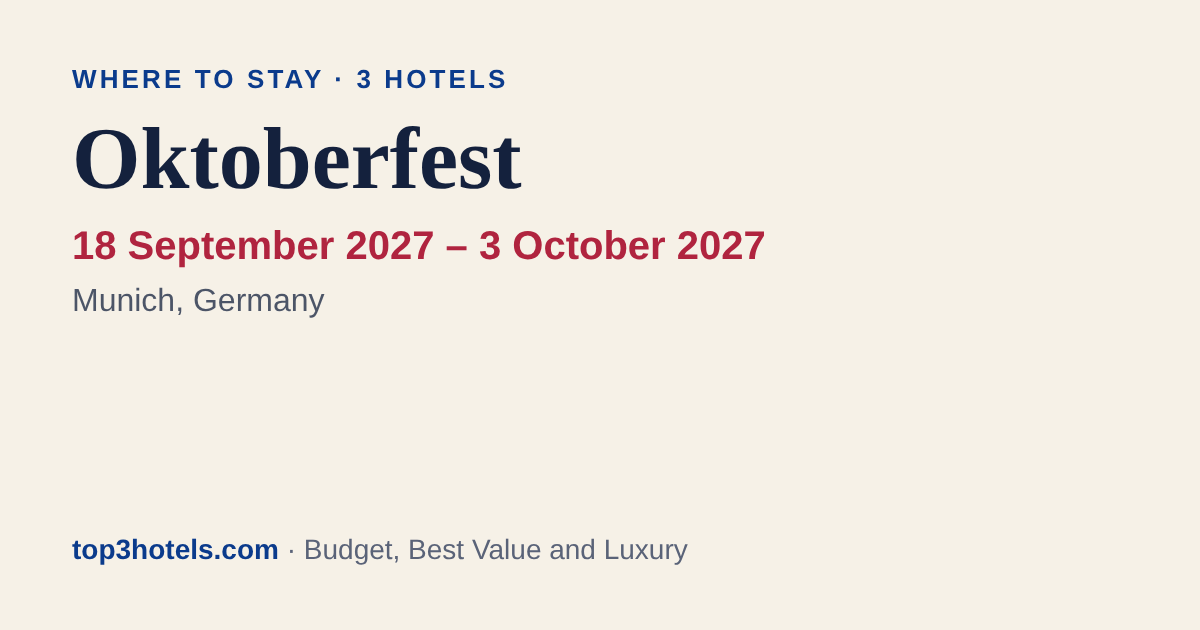 WHERE TO STAY · 3 HOTELS
Oktoberfest
18 September 2027 – 3 October 2027
Munich, Germany
top3hotels.com · Budget, Best Value and Luxury